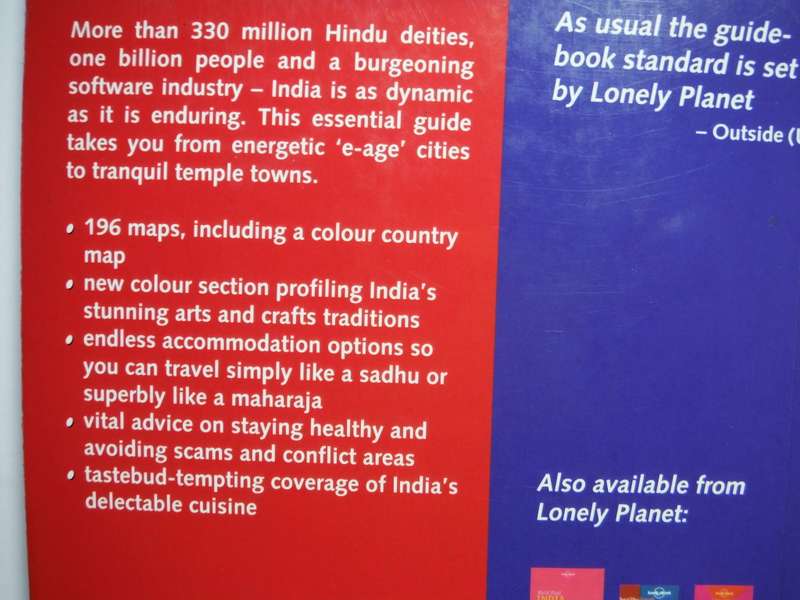 More than 330 million Hindu deities,
one billion people and a burgeoning
software industry – India is as dynamic
as it is enduring. This essential guide
takes you from energetic ‘e-age’ cities
to tranquil temple towns.
196 maps, including a colour country
map
new colour section profiling India’s
stunning arts and crafts traditions
endless accommodation options so
you can travel simply like a sadhu or
superbly like a maharaja
vital advice on staying healthy and
avoiding scams and conflict areas
tastebud-tempting coverage of India’s
delectable cuisine
As usual the guide-
book standard is set
by Lonely Planet
– Outside (
Also available from
Lonely Planet:
INDIA